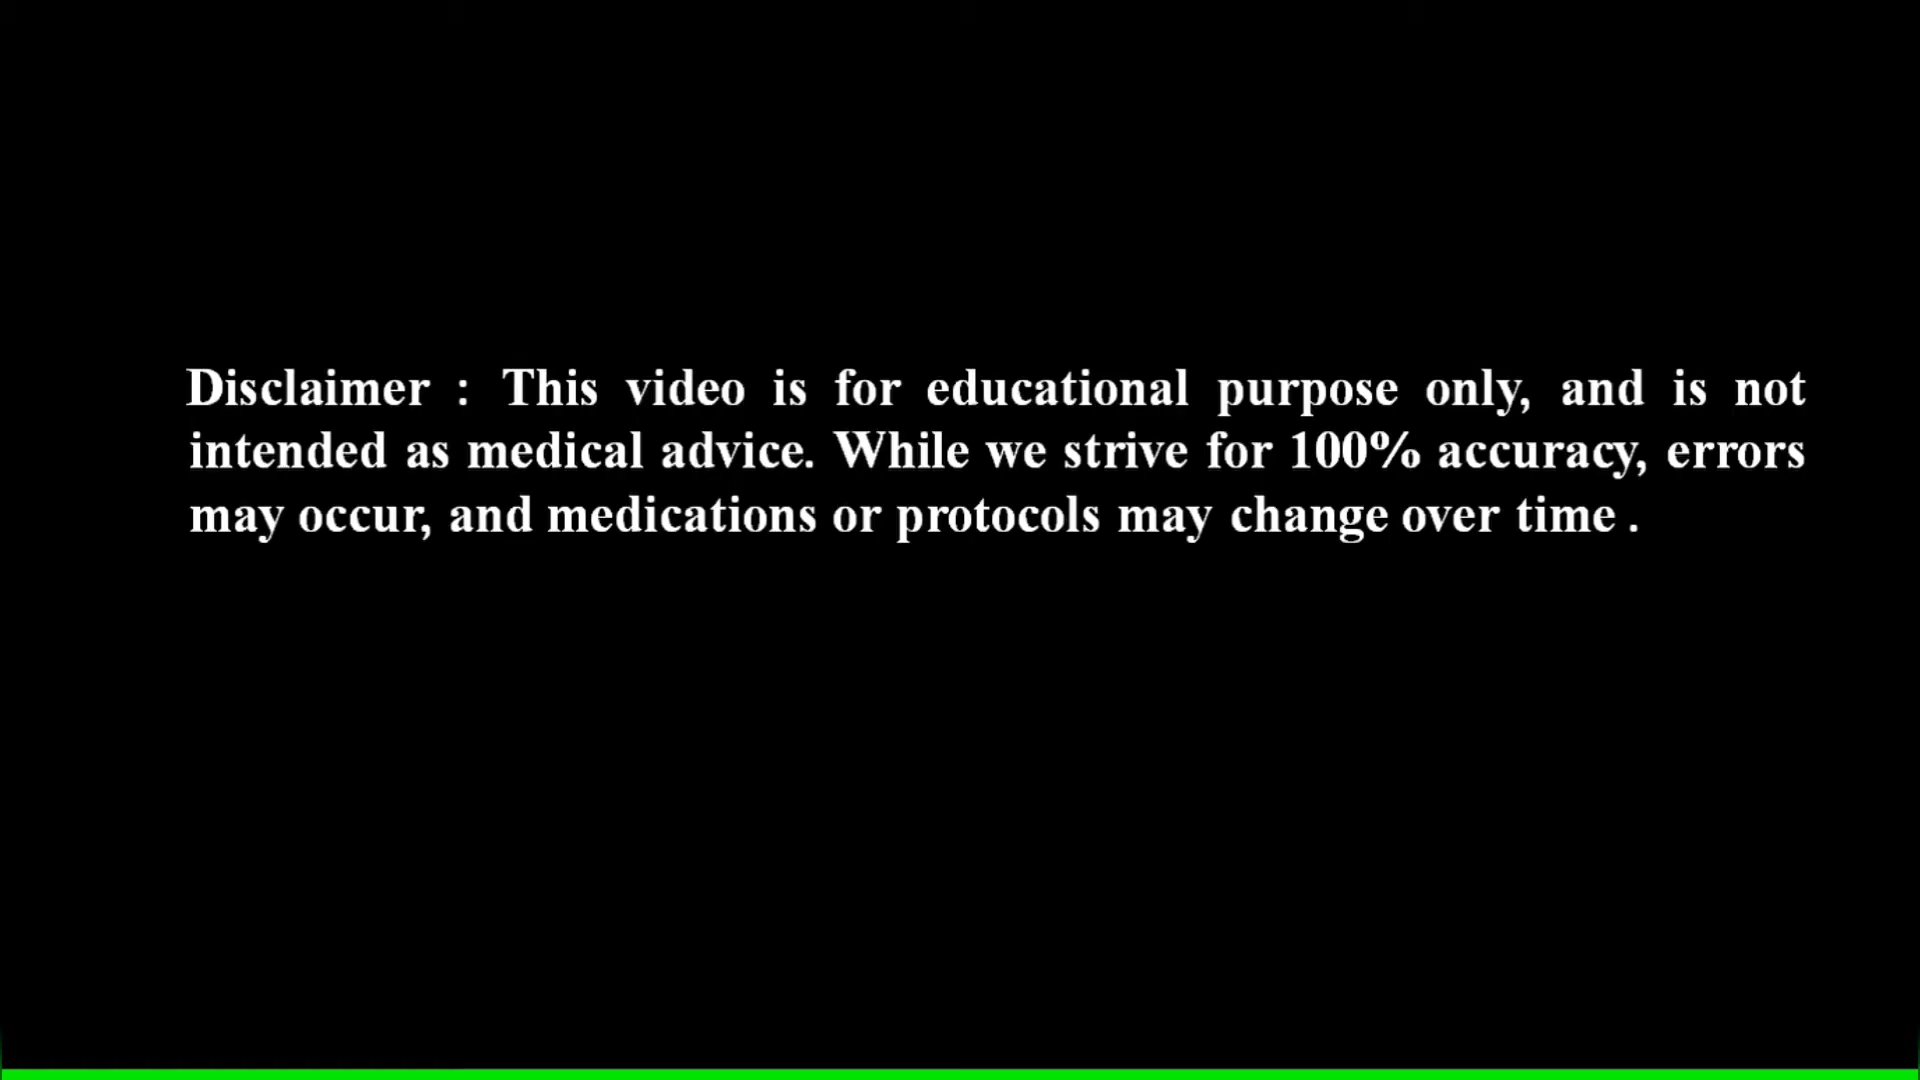 Disclaimer : This video is for educational purpose only, and is not
intended as medical advice. While we strive for 100% accuracy, errors
may occur, and medications or protocols may change over time .